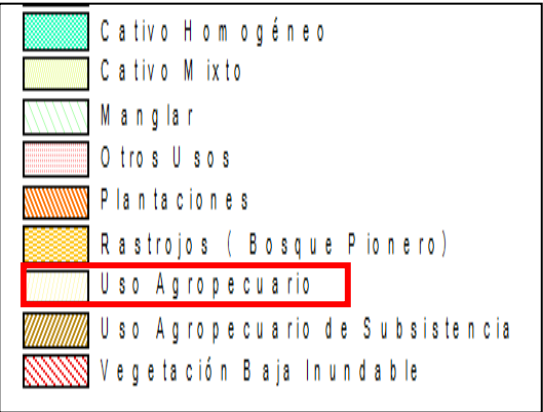 Cativo Homogéneo
Cativo Mixto
Manglar
Otros Usos
Plantaciones
Rastrojos ( Bosque Pionero)
Uso Agropecuario
Uso Agropecuario de Subsistencia
Vegetación Baja Inundable